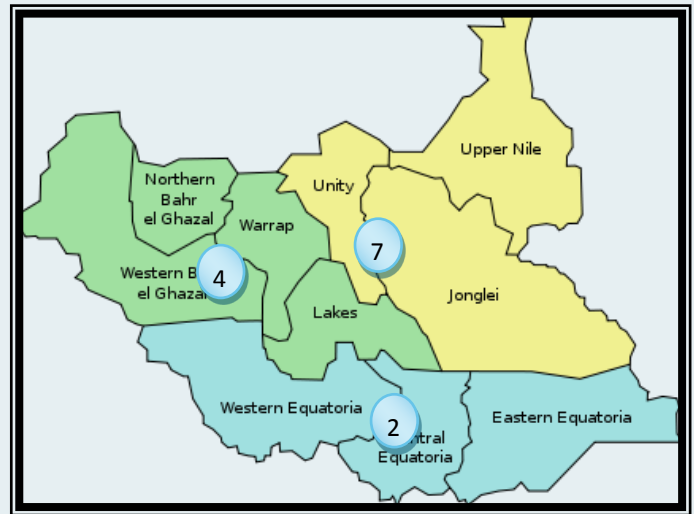 Upper Nile
Northern
Bahr
el Ghazal
Unity
Warrap
7
Western B
el Ghazal
4
Jonglei
Lakes
Western Equatoria
2
ntral
Equatoria
Eastern Equatoria